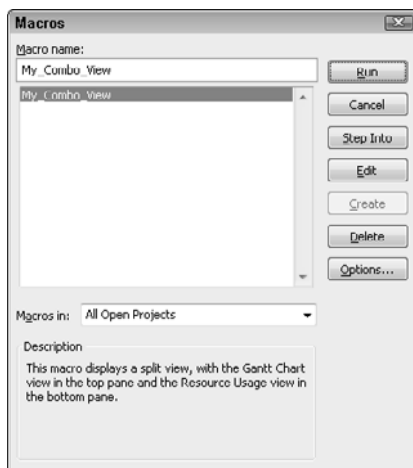 Macros
Macro name:
My_Combo_View
Run
My_Combo_View
Cancel
Step Into
Edit
Create
Delete
Options...
Macros in: All Open Projects
Description
This macro displays a split view, with the Gantt Chart
view in the top pane and the Resource Usage view in
the bottom pane.